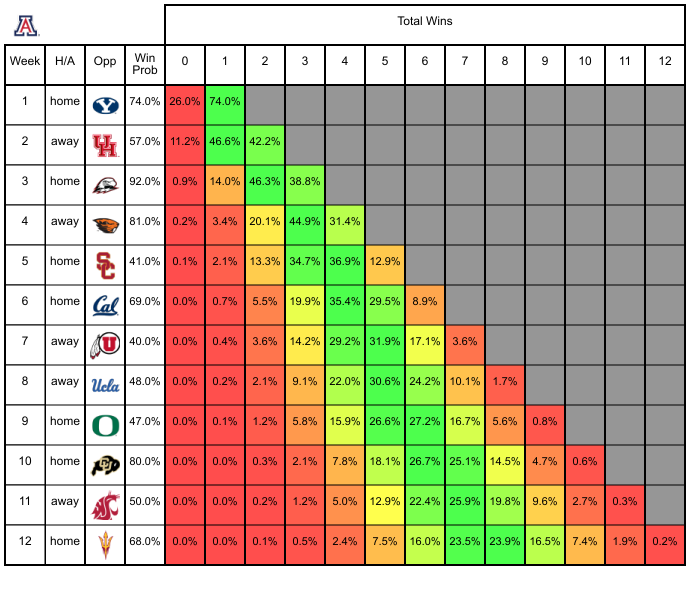 A
Total Wins
Week H/A Opp Win Prob 0 1 2 3 4 5 6 7 8 9 10 11 12
1 home Y 74.0% 26.0% 74.0%
2 away UH 57.0% 11.2% 46.6% 42.2%
3 home 92.0% 0.9% 14.0% 46.3% 38.8%
4 away 81.0% 0.2% 3.4% 20.1% 44.9% 31.4%
5 home SC 41.0% 0.1% 2.1% 13.3% 34.7% 36.9% 12.9%
6 home Cal 69.0% 0.0% 0.7% 5.5% 19.9% 35.4% 29.5% 8.9%
7 away U 40.0% 0.0% 0.4% 3.6% 14.2% 29.2% 31.9% 17.1% 3.6%
8 away Ucla 48.0% 0.0% 0.2% 2.1% 9.1% 22.0% 30.6% 24.2% 10.1% 1.7%
9 home O 47.0% 0.0% 0.1% 1.2% 5.8% 15.9% 26.6% 27.2% 16.7% 5.6% 0.8%
10 home CU 80.0% 0.0% 0.0% 0.3% 2.1% 7.8% 18.1% 26.7% 25.1% 14.5% 4.7% 0.6%
11 away 50.0% 0.0% 0.0% 0.2% 1.2% 5.0% 12.9% 22.4% 25.9% 19.8% 9.6% 2.7% 0.3%
12 home 68.0% 0.0% 0.0% 0.1% 0.5% 2.4% 7.5% 16.0% 23.5% 23.9% 16.5% 7.4% 1.9% 0.2%